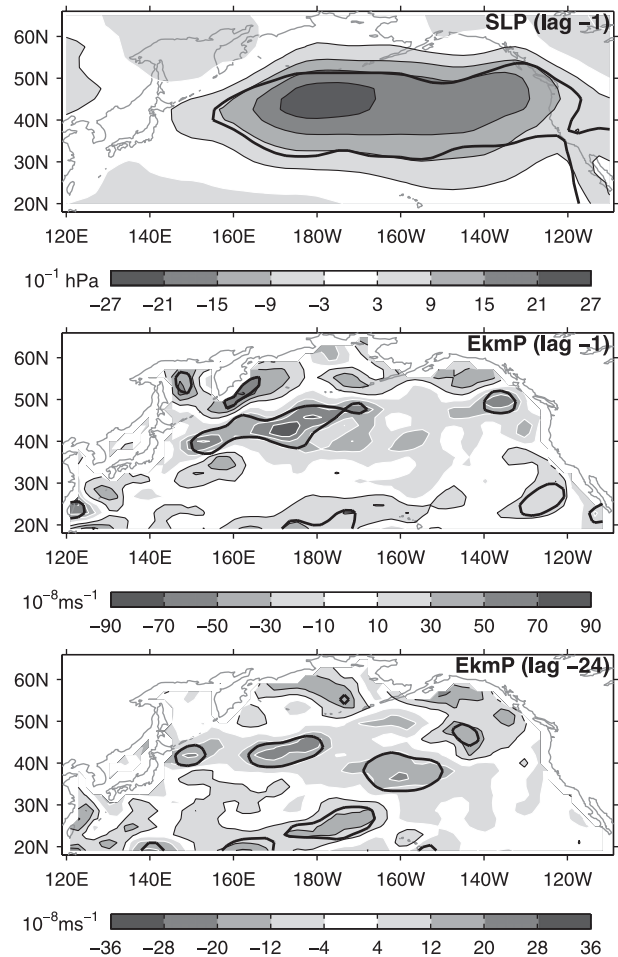 SLP (lag −1)
60N
50N
40N
30N
20N
120E 140E 160E 180W 160W 140W 120W
10⁻¹ hPa
−27 −21 −15 −9 −3 3 9 15 21 27
EkmP (lag −1)
60N
50N
40N
30N
20N
120E 140E 160E 180W 160W 140W 120W
10⁻⁸ms⁻¹
−90 −70 −50 −30 −10 10 30 50 70 90
EkmP (lag −24)
60N
50N
40N
30N
20N
120E 140E 160E 180W 160W 140W 120W
10⁻⁸ms⁻¹
−36 −28 −20 −12 −4 4 12 20 28 36